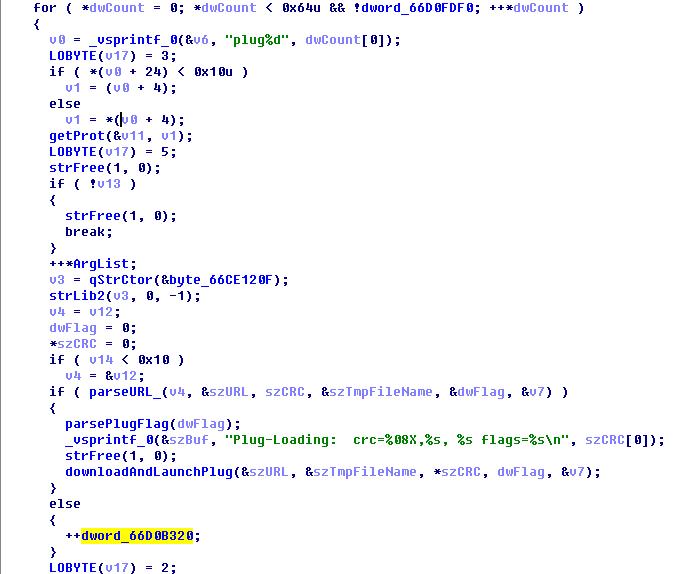 for ( *dwCount = 0; *dwCount < 0x64u && !dword_66D0FDF0; ++*dwCount )
{
v0 = _vsprintf_0(&v6, "plug%d", dwCount[0]);
LOBYTE(v17) = 3;
if ( *(v0 + 24) < 0x10u )
v1 = (v0 + 4);
else
v1 = *(v0 + 4);
getProt(&v11, v1);
LOBYTE(v17) = 5;
strFree(1, 0);
if ( !v13 )
{
strFree(1, 0);
break;
}
++*ArgList;
v3 = qStrCtor(&byte_66CE120F);
strLib2(v3, 0, -1);
v4 = v12;
dwFlag = 0;
*szCRC = 0;
if ( v14 < 0x10 )
v4 = &v12;
if ( parseURL_(v4, &szURL, szCRC, &szTmpFileName, &dwFlag, &v7) )
{
parsePlugFlag(dwFlag);
_vsprintf_0(&szBuf, "Plug-Loading:  crc=%08X,%s, %s flags=%s\n", szCRC[0]);
strFree(1, 0);
downloadAndLaunchPlug(&szURL, &szTmpFileName, *szCRC, dwFlag, &v7);
}
else
{
++dword_66D0B320;
}
LOBYTE(v17) = 2;